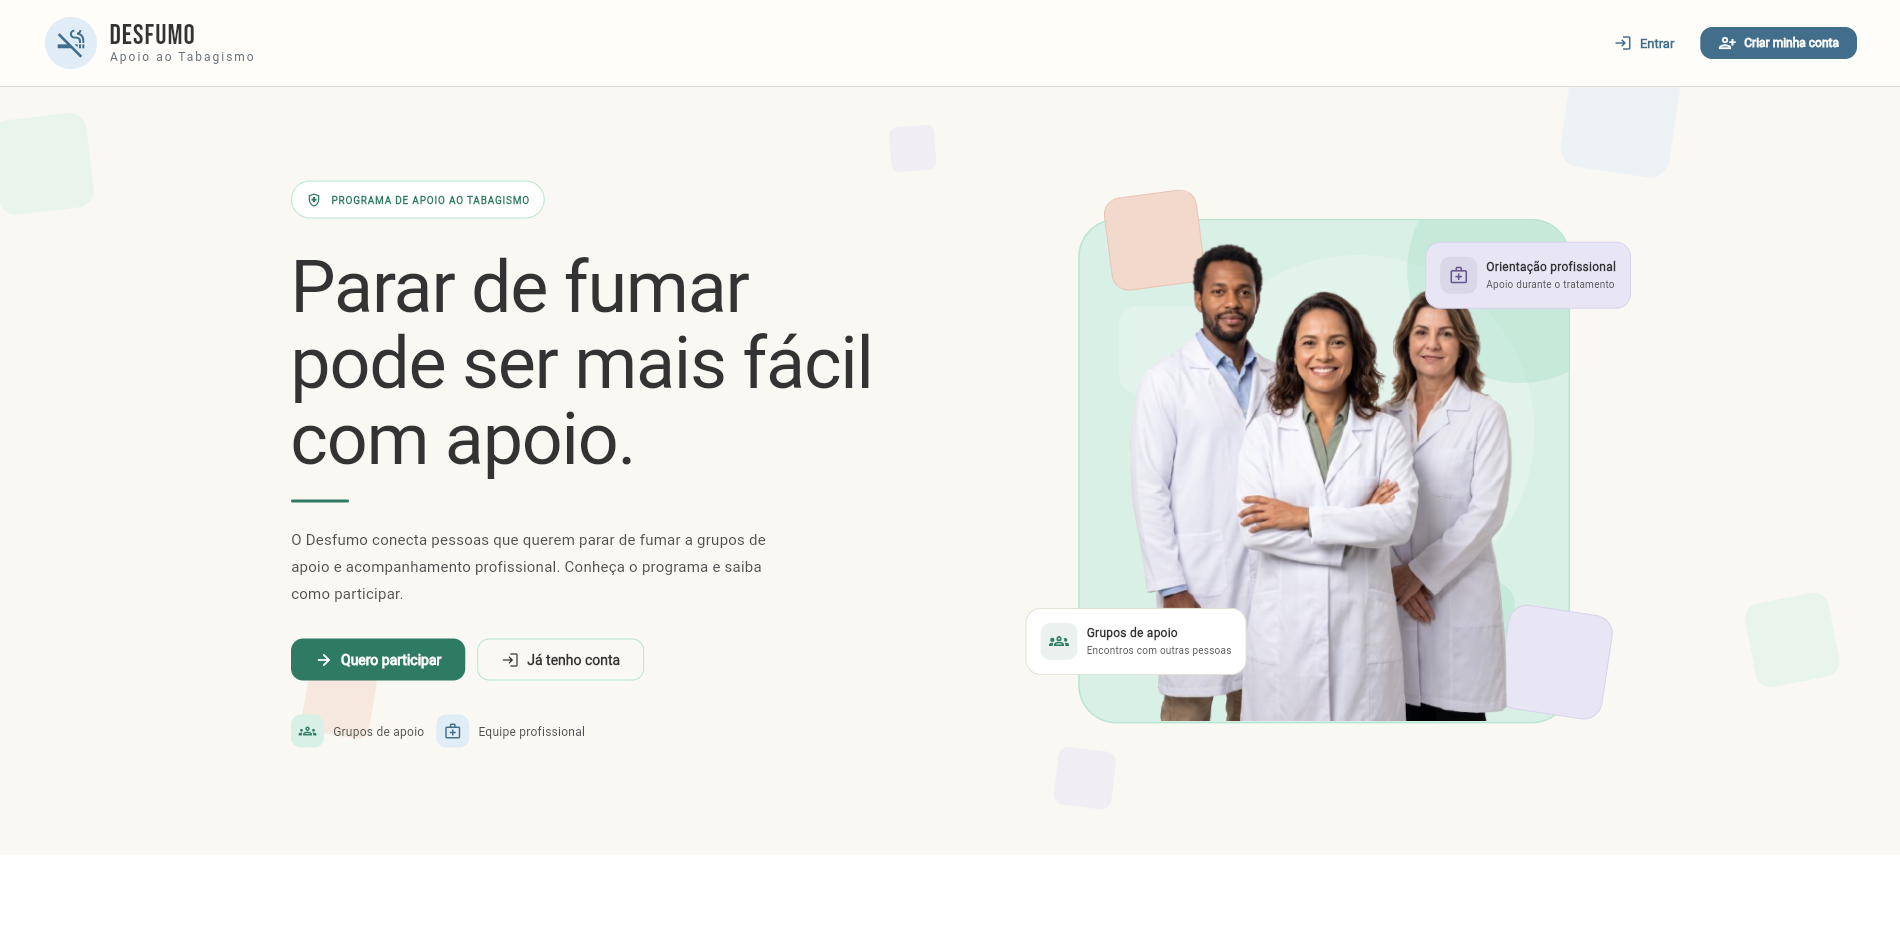 DESFUMO
Apoio ao Tabagismo
Entrar
Criar minha conta
PROGRAMA DE APOIO AO TABAGISMO
Parar de fumar
pode ser mais fácil
com apoio.
O Desfumo conecta pessoas que querem parar de fumar a grupos de
apoio e acompanhamento profissional. Conheça o programa e saiba
como participar.
Quero participar
Já tenho conta
Grupos de apoio
Equipe profissional
Orientação profissional
Apoio durante o tratamento
Grupos de apoio
Encontros com outras pessoas